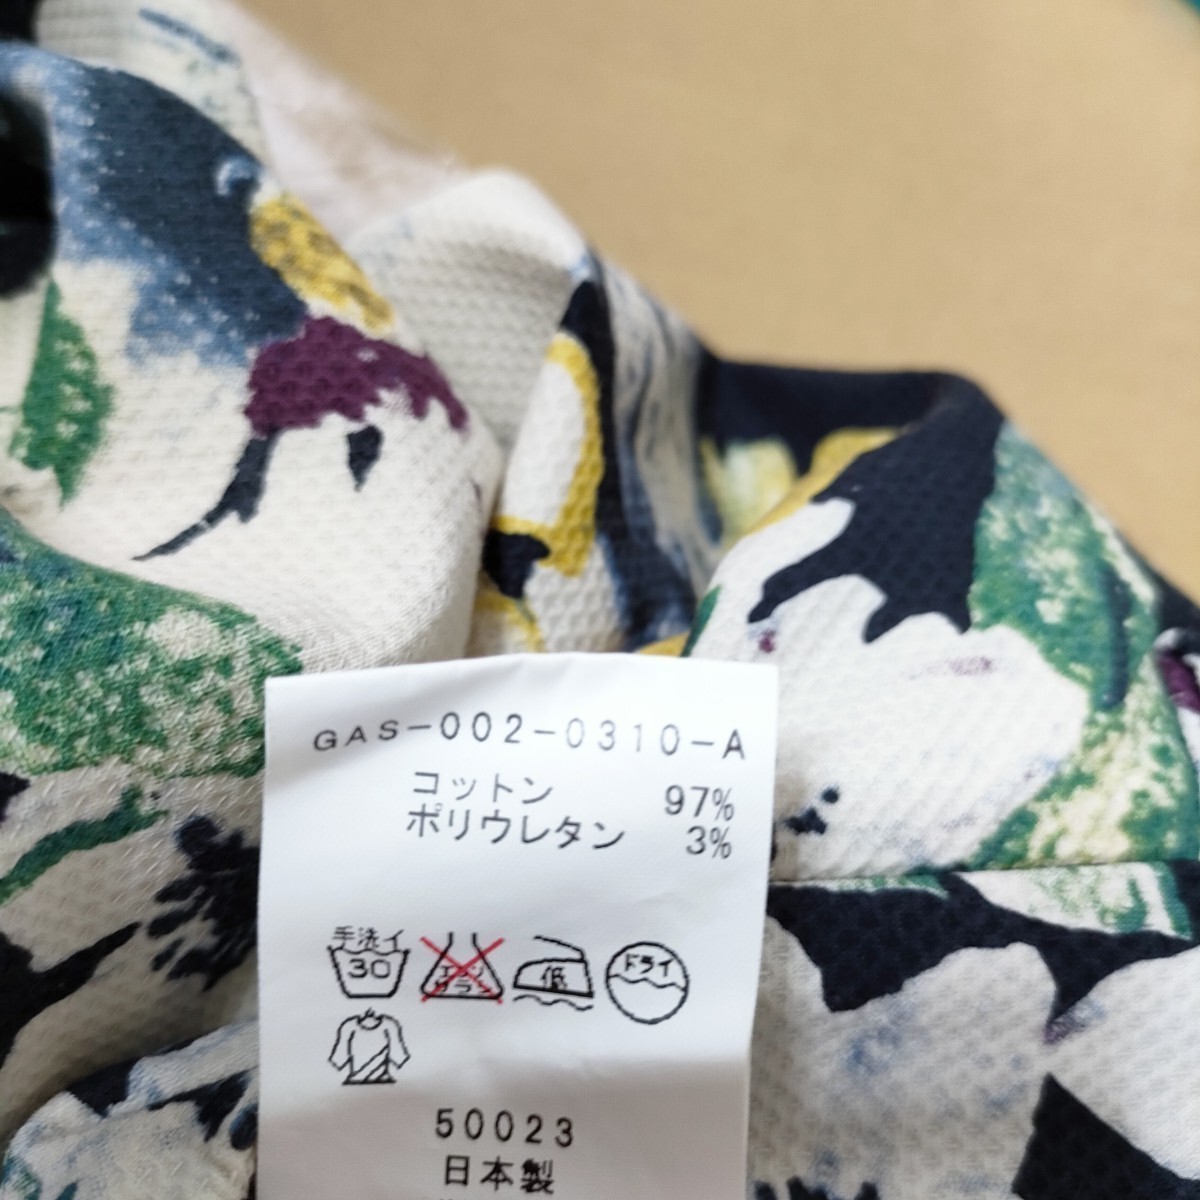 GAS-002-0310-A
コットン 97%
ポリウレタン 3%
手洗イ
30
エンソ
サラシ
低
ドライ
50023
日本製